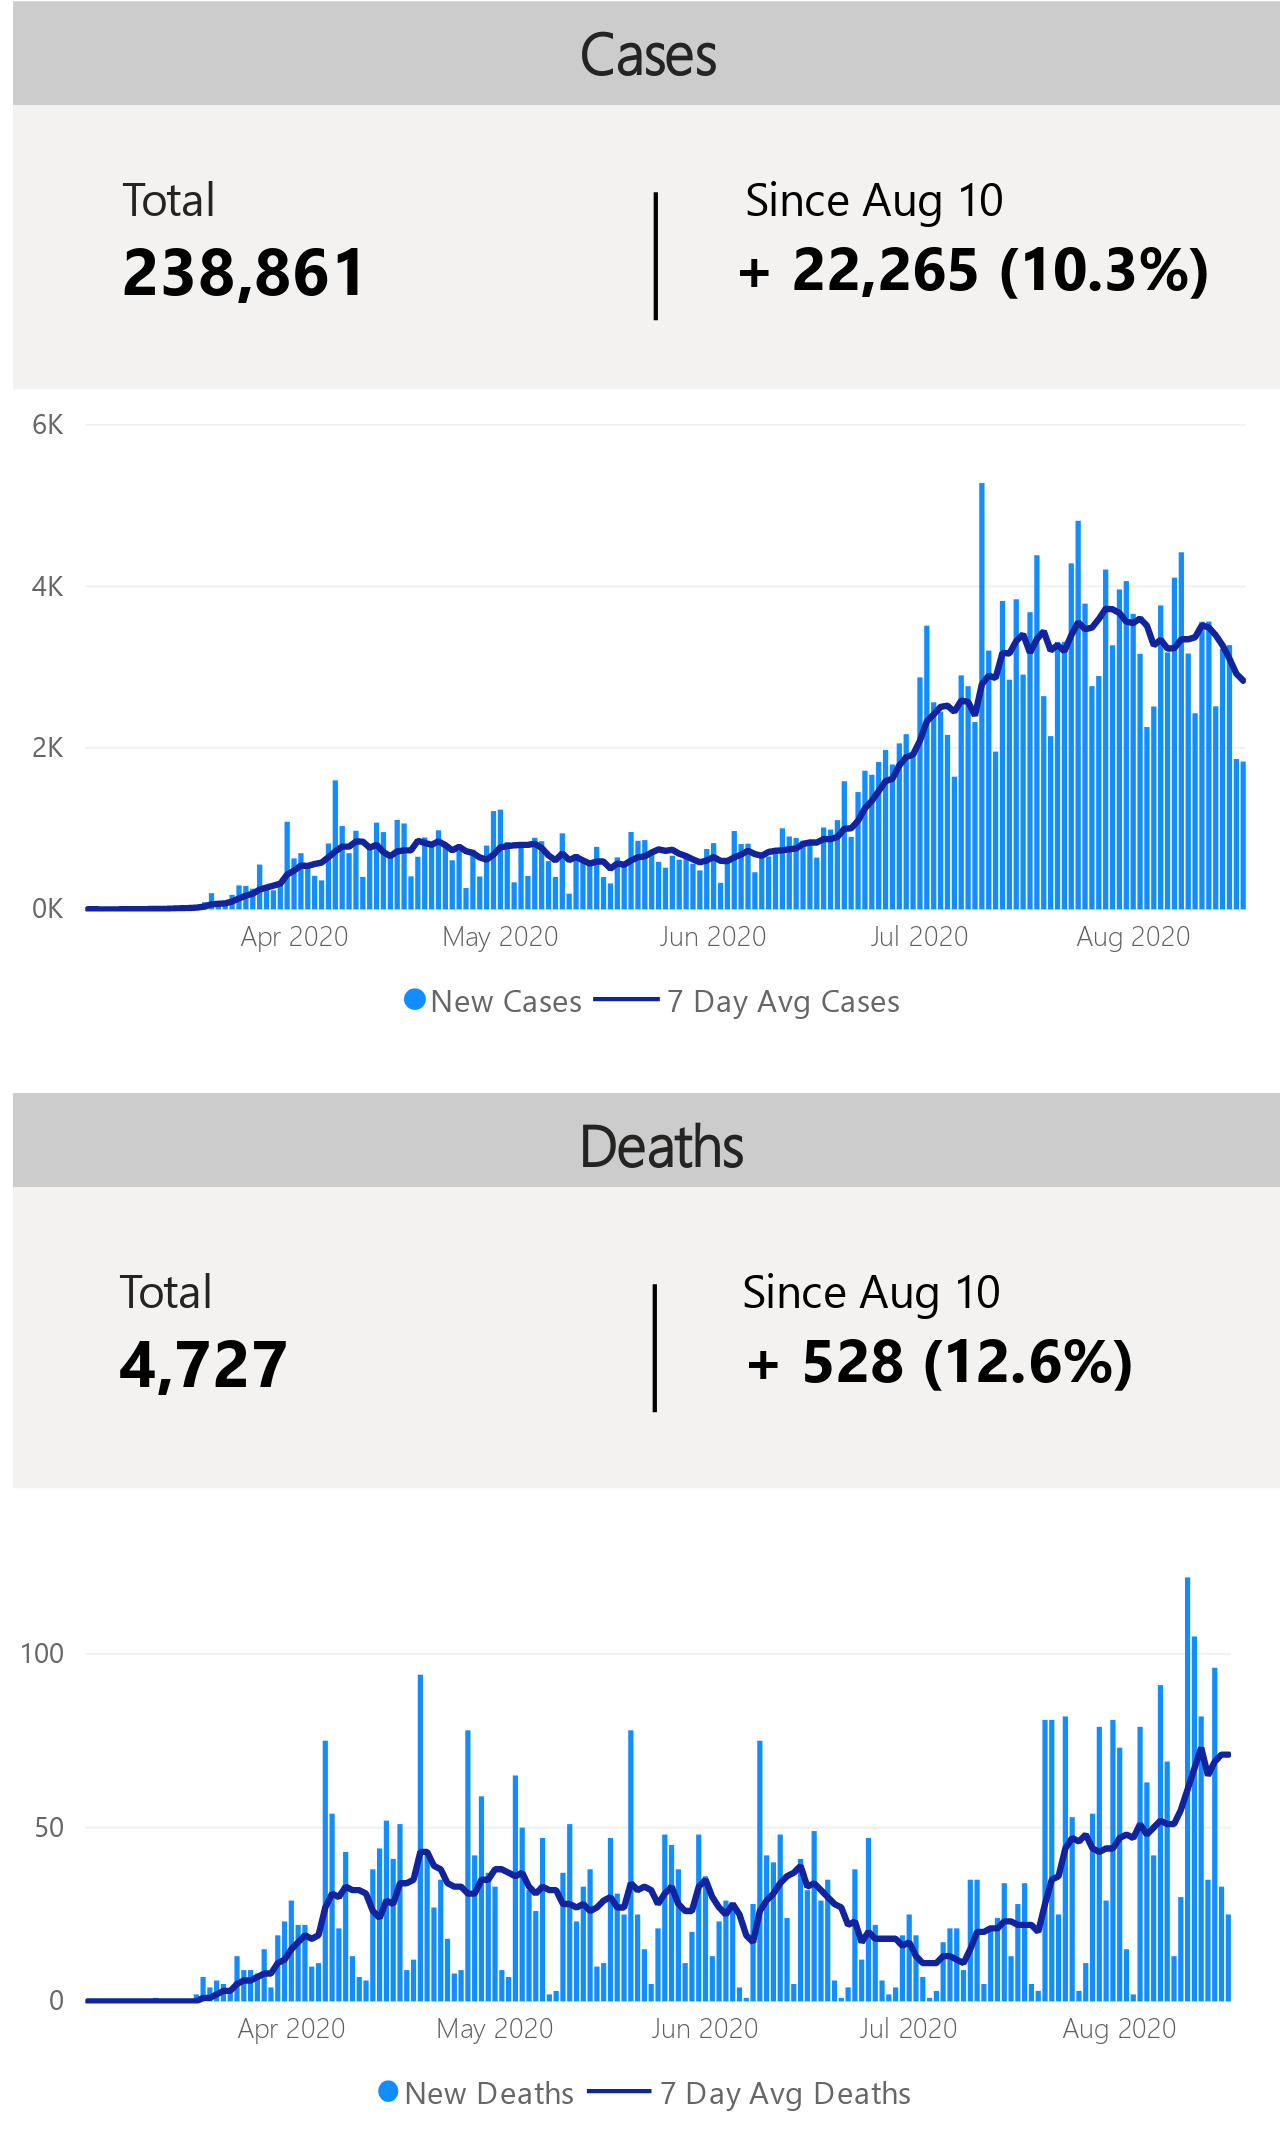 Cases
Total
Since Aug 10
238,861
+ 22,265 (10.3%)
6K
4K
2K
0K
Apr 2020
May 2020
Jun 2020
Jul 2020
Aug 2020
New Cases
7 Day Avg Cases
Deaths
Total
Since Aug 10
4,727
+ 528 (12.6%)
100
50
0
Apr 2020
May 2020
Jun 2020
Jul 2020
Aug 2020
New Deaths
7 Day Avg Deaths